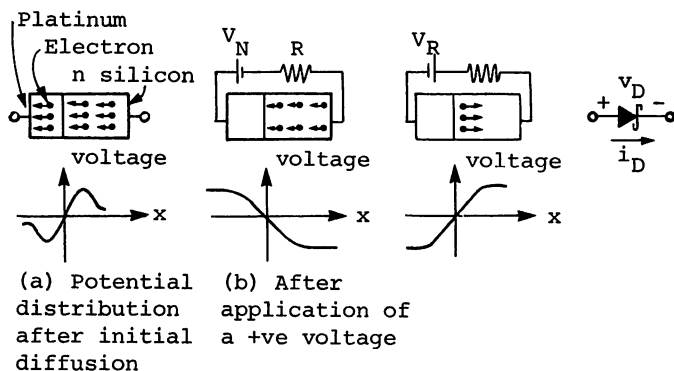 Platinum
Electron
n silicon
V_N
R
V_R
v_D
+
-
i_D
voltage
x
voltage
x
voltage
x
(a) Potential
distribution
after initial
diffusion
(b) After
application of
a +ve voltage